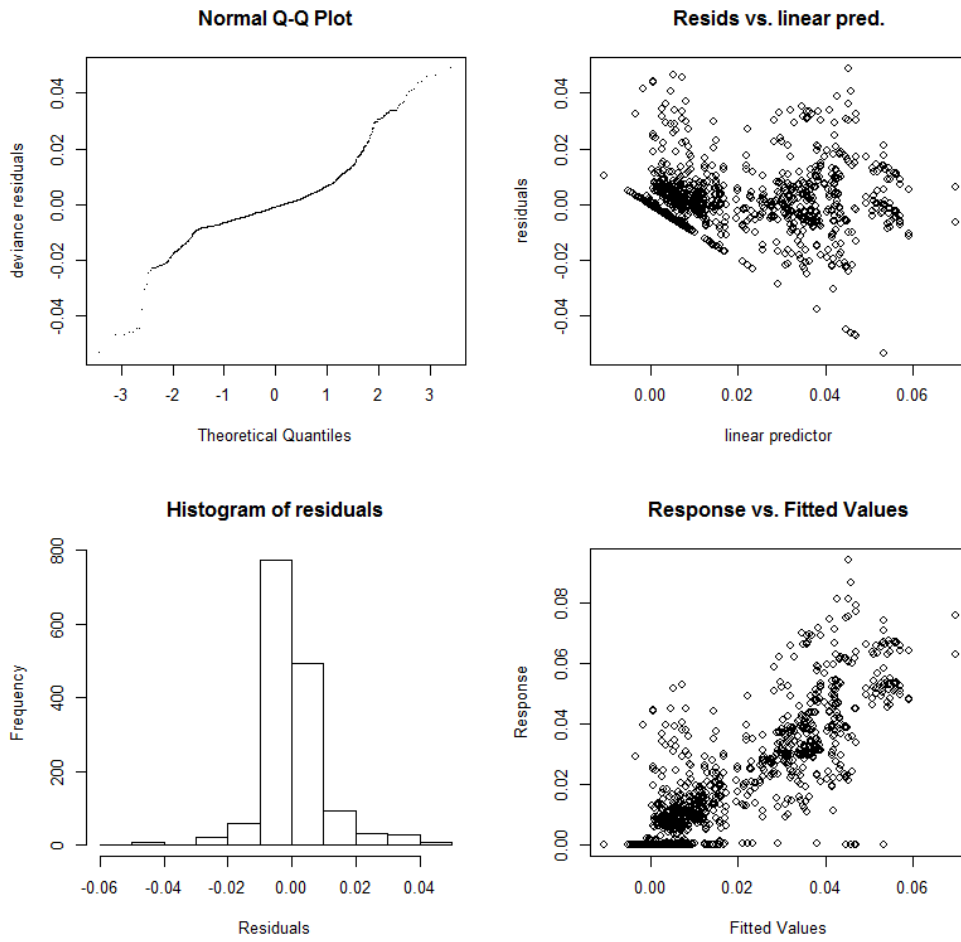 Normal Q-Q Plot
deviance residuals
-0.04 -0.02 0.00 0.02 0.04
-3 -2 -1 0 1 2 3
Theoretical Quantiles
Resids vs. linear pred.
residuals
-0.04 -0.02 0.00 0.02 0.04
0.00 0.02 0.04 0.06
linear predictor
Histogram of residuals
Frequency
0 200 400 600 800
-0.06 -0.04 -0.02 0.00 0.02 0.04
Residuals
Response vs. Fitted Values
Response
0.00 0.02 0.04 0.06 0.08
0.00 0.02 0.04 0.06
Fitted Values